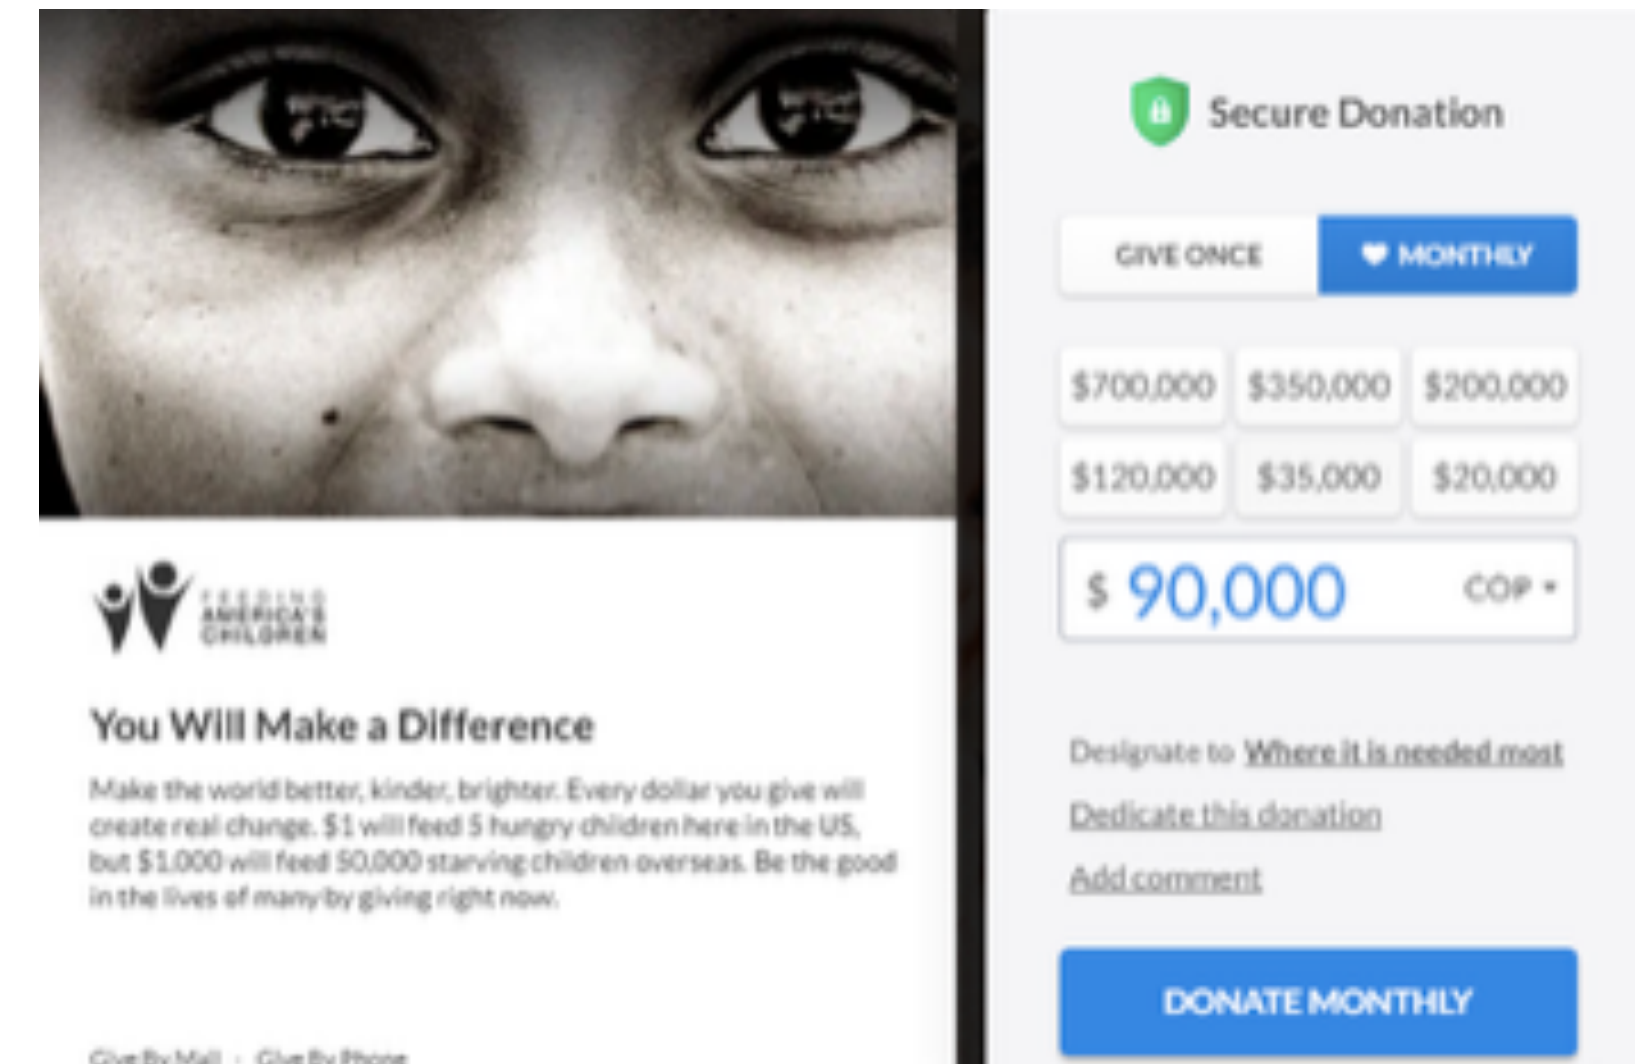 FEEDING
AMERICA'S
CHILDREN
You Will Make a Difference
Make the world better, kinder, brighter. Every dollar you give will
create real change. $1 will feed 5 hungry children here in the US,
but $1,000 will feed 50,000 starving children overseas. Be the good
in the lives of many by giving right now.
Give By Mail · Give By Phone
Secure Donation
GIVE ONCE
MONTHLY
$700,000 $350,000 $200,000
$120,000 $35,000 $20,000
$ 90,000 COP
Designate to Where it is needed most
Dedicate this donation
Add comment
DONATE MONTHLY